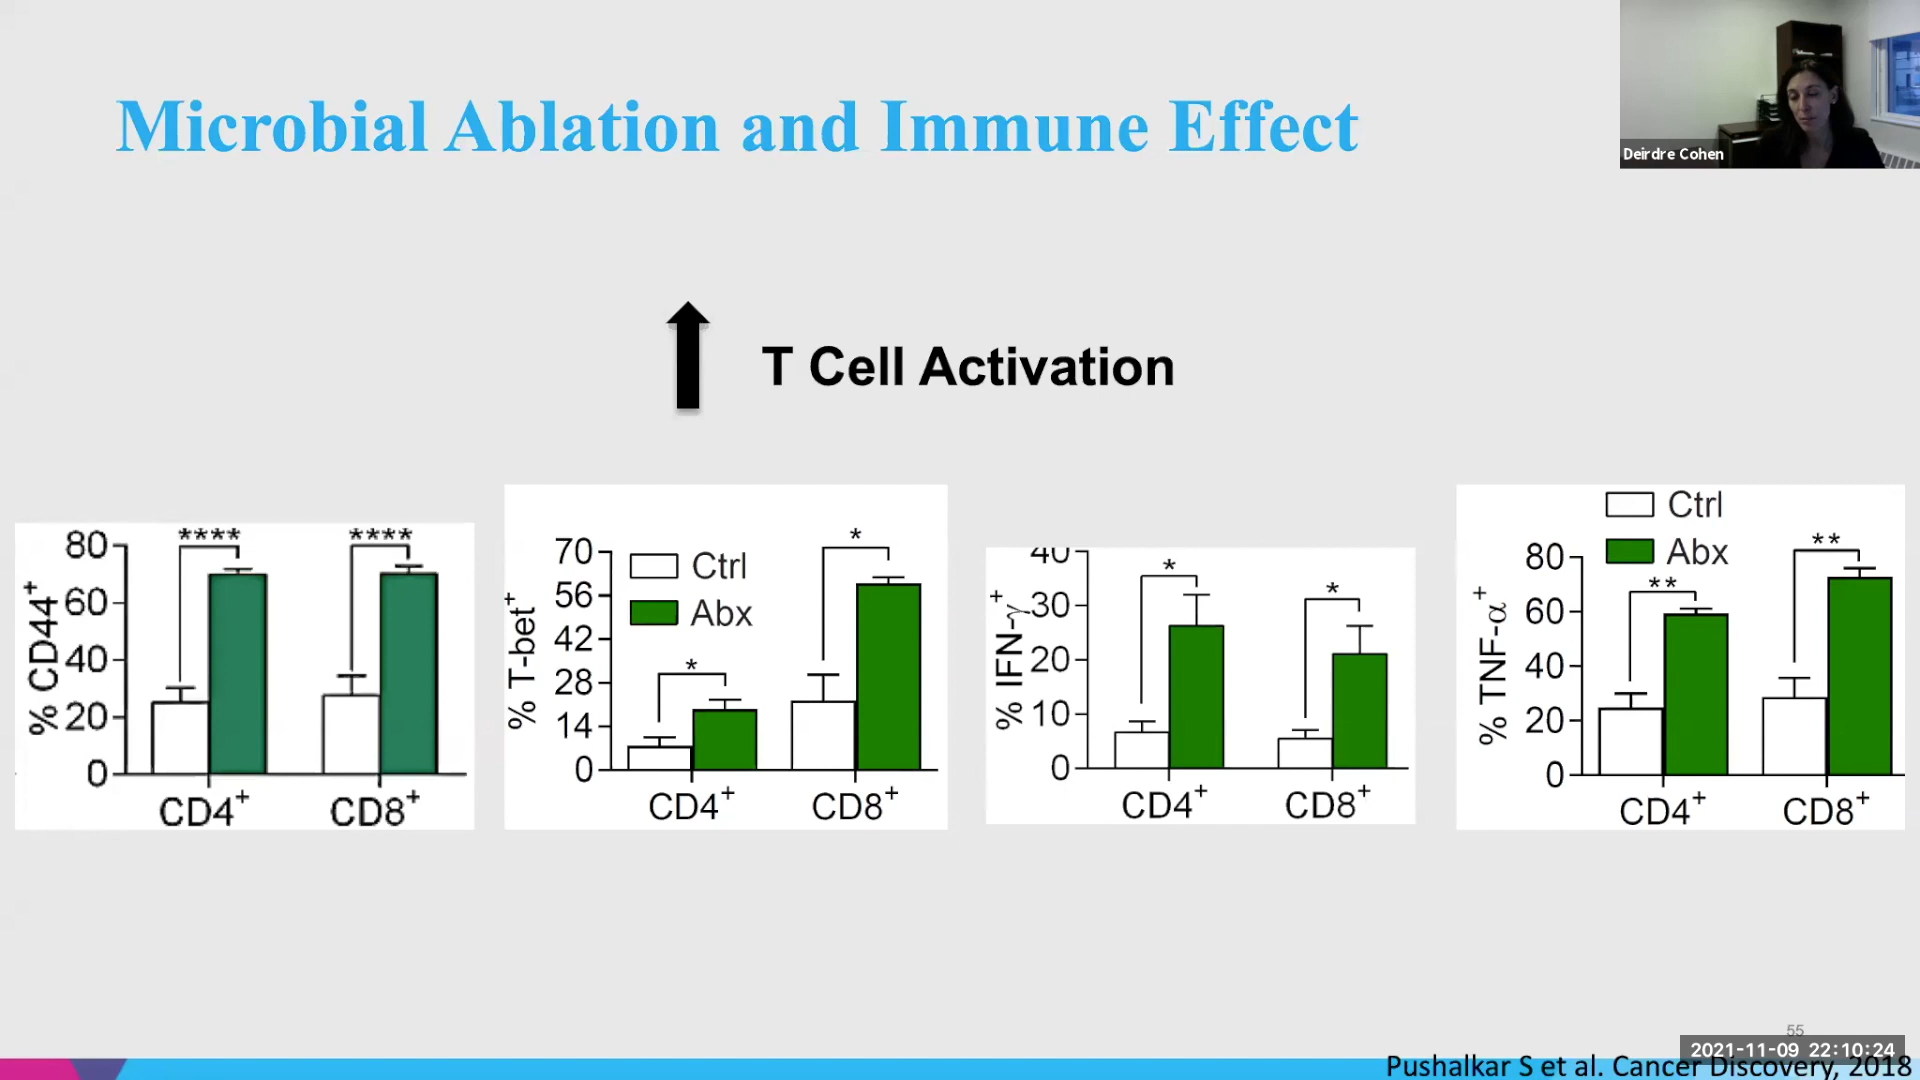 Microbial Ablation and Immune Effect
Deirdre Cohen
T Cell Activation
% CD44+
80
60
40
20
0
****
****
CD4+
CD8+
% T-bet+
70
56
42
28
14
0
Ctrl
Abx
*
*
CD4+
CD8+
% IFN-γ+
40
30
20
10
0
*
*
CD4+
CD8+
% TNF-α+
Ctrl
Abx
80
60
40
20
0
**
**
CD4+
CD8+
55
2021-11-09 22:10:24
Pushalkar S et al. Cancer Discovery, 2018